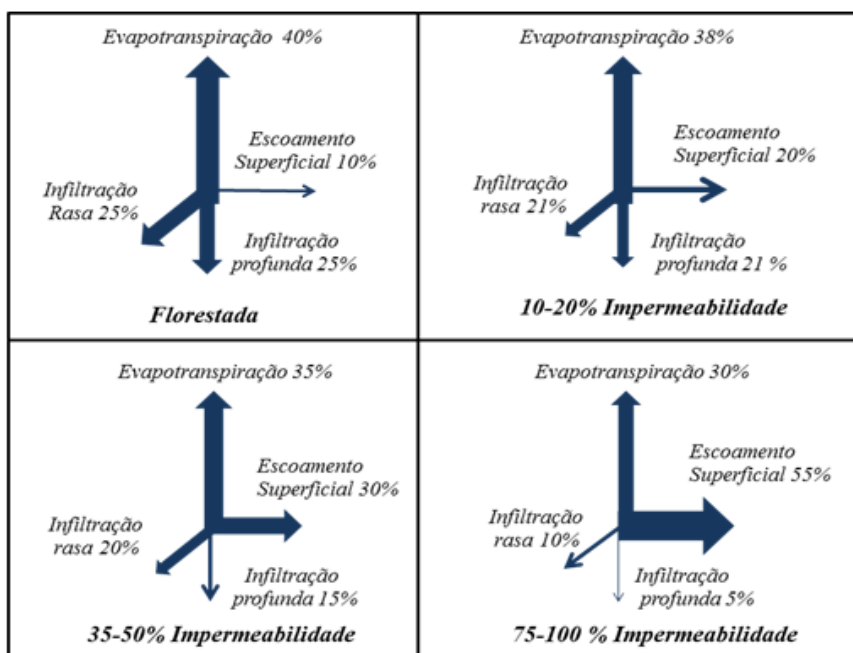 Evapotranspiração 40%
Escoamento
Superficial 10%
Infiltração
Rasa 25%
Infiltração
profunda 25%
Florestada
Evapotranspiração 38%
Escoamento
Superficial 20%
Infiltração
rasa 21%
Infiltração
profunda 21 %
10-20% Impermeabilidade
Evapotranspiração 35%
Escoamento
Superficial 30%
Infiltração
rasa 20%
Infiltração
profunda 15%
35-50% Impermeabilidade
Evapotranspiração 30%
Escoamento
Superficial 55%
Infiltração
rasa 10%
Infiltração
profunda 5%
75-100 % Impermeabilidade